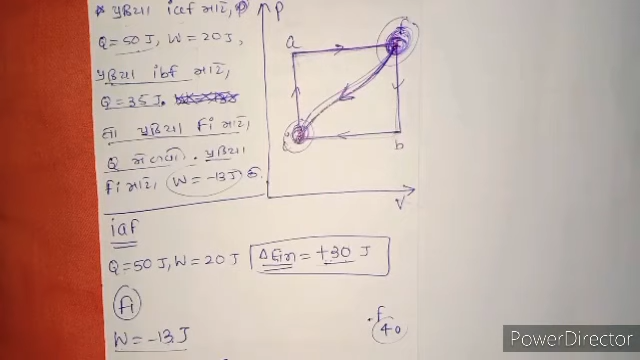 * પ્રક્રિયા iaf માટે,
Q = 50 J, W = 20 J,
પ્રક્રિયા ibf માટે,
Q = 35 J.
તો પ્રક્રિયા fi માટે,
Q મેળવો. પ્રક્રિયા
fi માટે, W = -13 J છે.
P
a
f
i
b
V
iaf
Q = 50 J, W = 20 J ΔEin = +30 J
fi
W = -13 J
f
40
PowerDirector